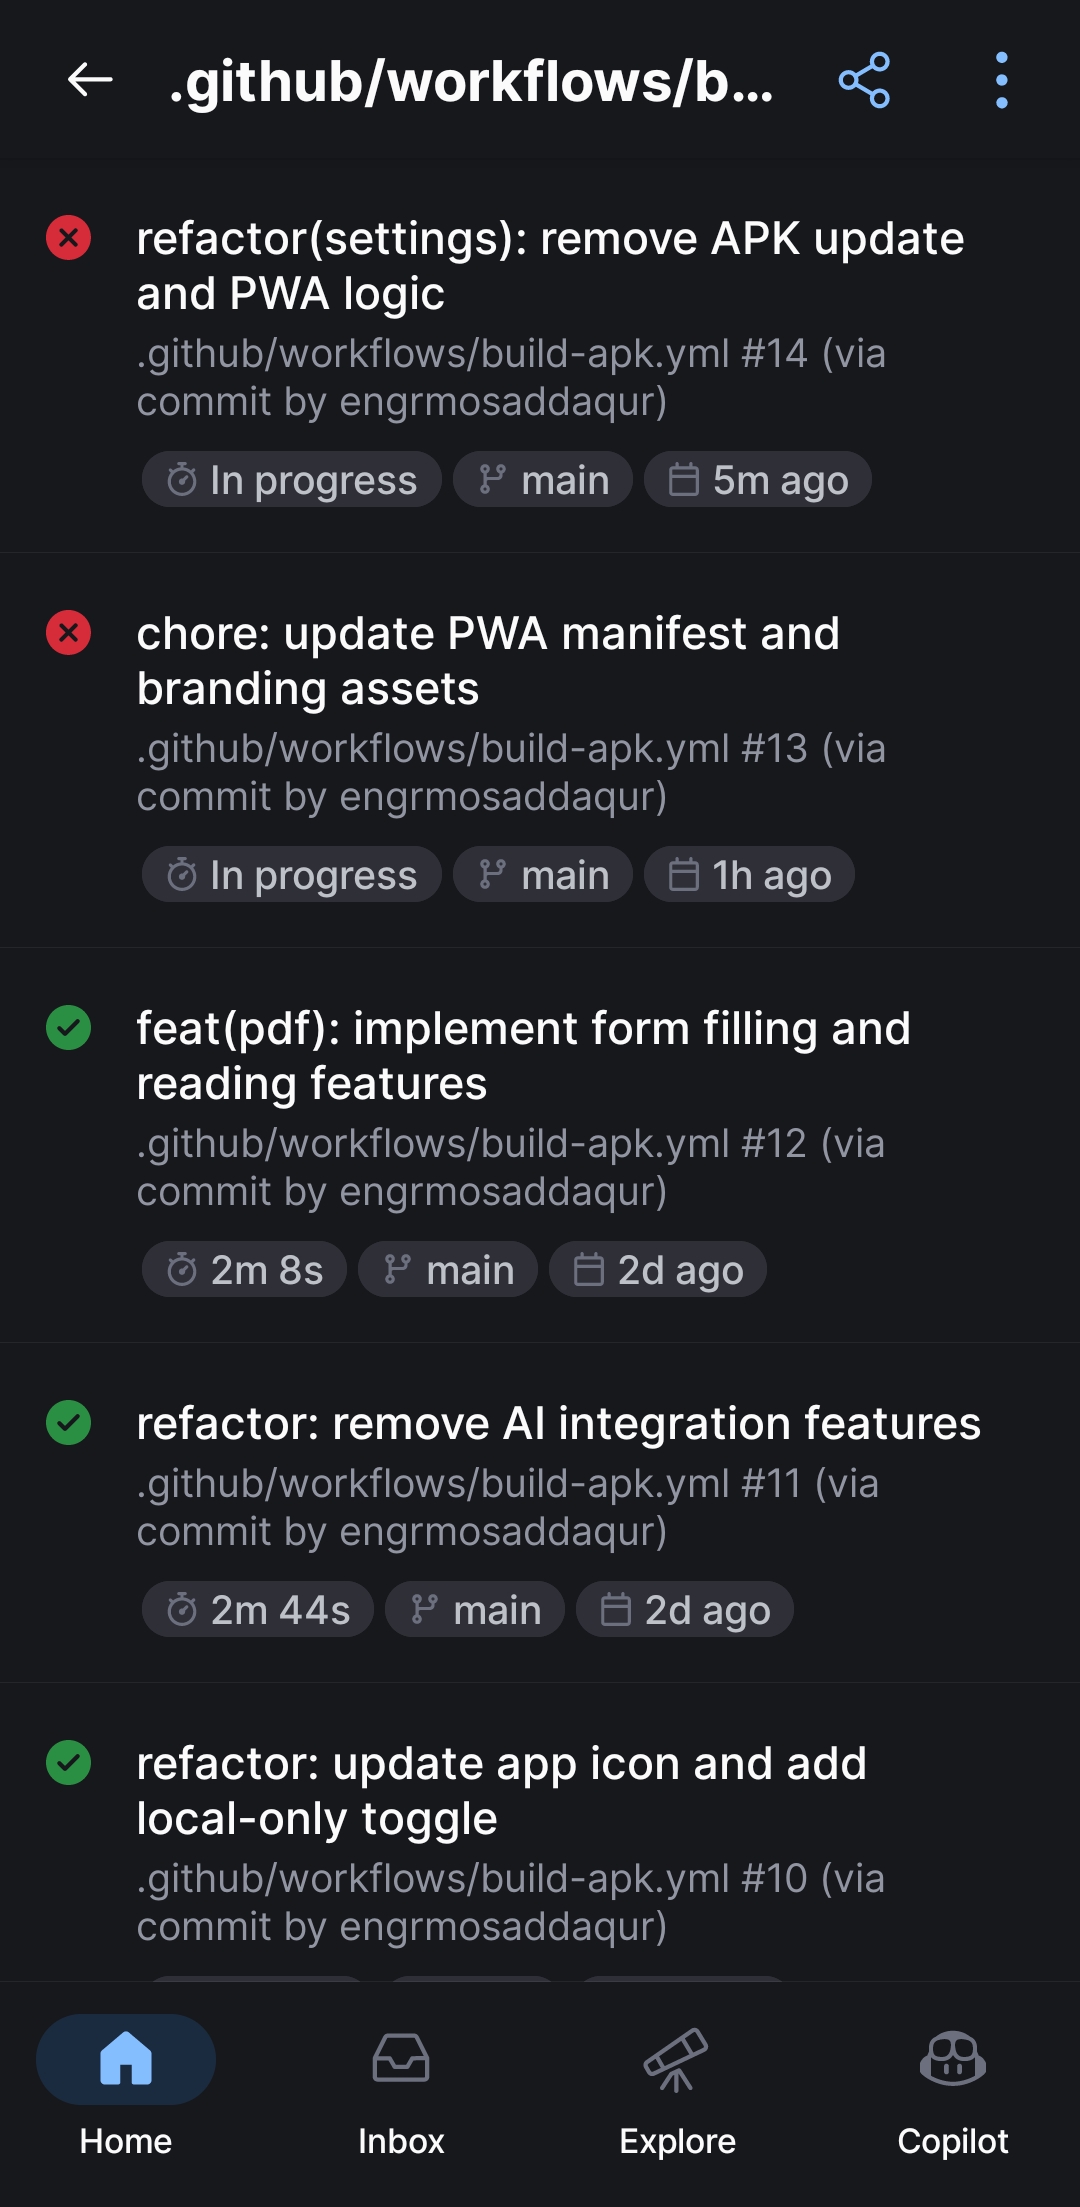 .github/workflows/b...
refactor(settings): remove APK update
and PWA logic
.github/workflows/build-apk.yml #14 (via
commit by engrmosaddaqur)
In progress main 5m ago
chore: update PWA manifest and
branding assets
.github/workflows/build-apk.yml #13 (via
commit by engrmosaddaqur)
In progress main 1h ago
feat(pdf): implement form filling and
reading features
.github/workflows/build-apk.yml #12 (via
commit by engrmosaddaqur)
2m 8s main 2d ago
refactor: remove AI integration features
.github/workflows/build-apk.yml #11 (via
commit by engrmosaddaqur)
2m 44s main 2d ago
refactor: update app icon and add
local-only toggle
.github/workflows/build-apk.yml #10 (via
commit by engrmosaddaqur)
Home Inbox Explore Copilot